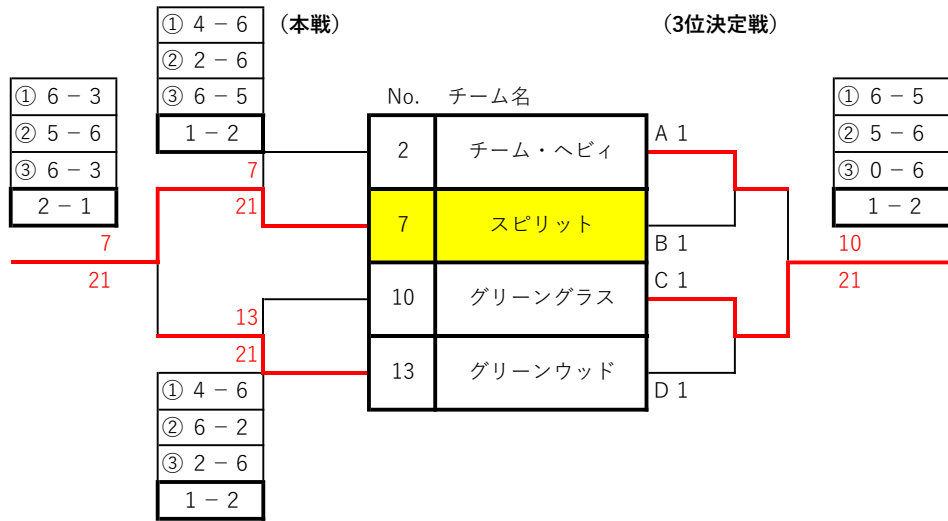 ① 4 − 6
② 2 − 6
③ 6 − 5
1 − 2
(本戦)
(3位決定戦)
① 6 − 3
② 5 − 6
③ 6 − 3
2 − 1
No. チーム名
① 6 − 5
② 5 − 6
③ 0 − 6
1 − 2
2 チーム・ヘビィ
A 1
7
21
7 スピリット
B 1
7
21
10
21
C 1
10 グリーングラス
13
21
13 グリーンウッド
D 1
① 4 − 6
② 6 − 2
③ 2 − 6
1 − 2